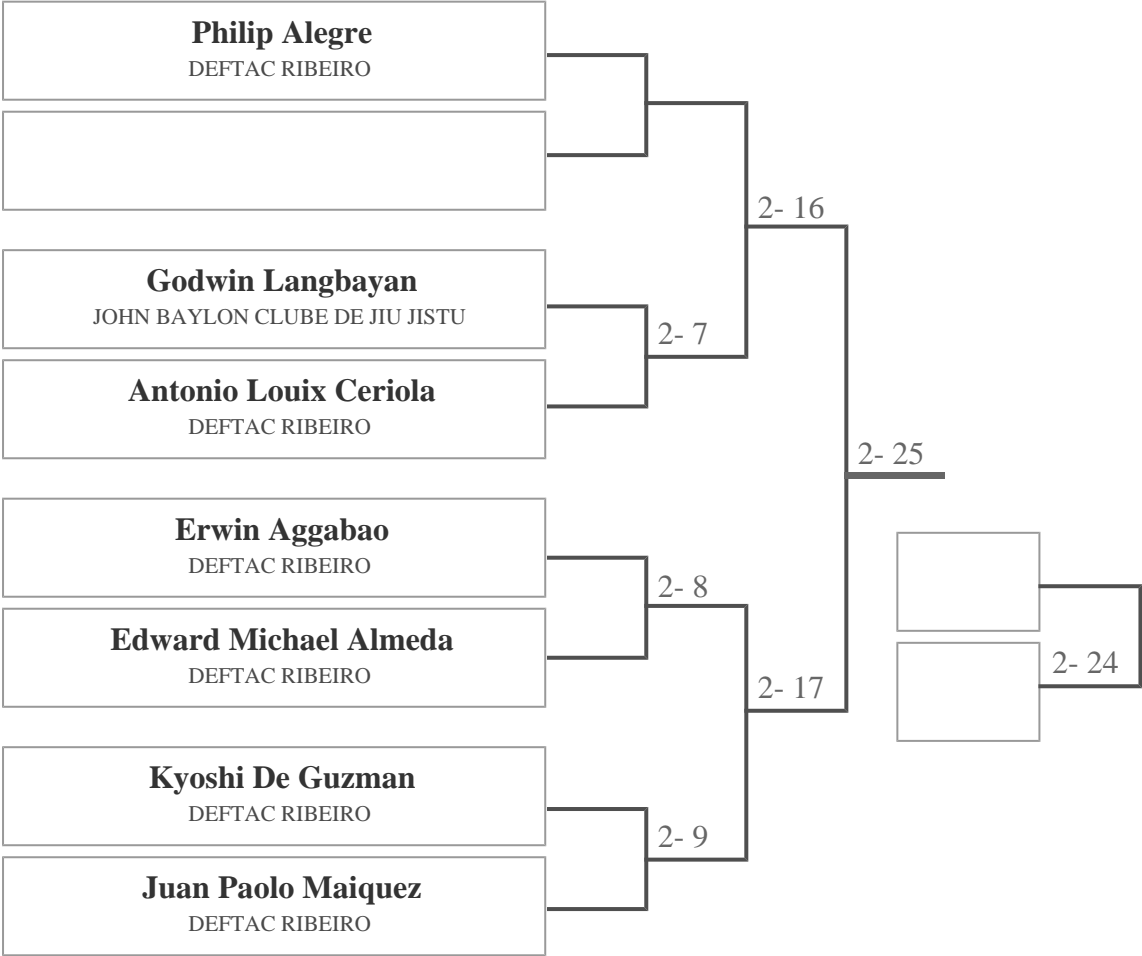 Philip Alegre
DEFTAC RIBEIRO
2- 16
Godwin Langbayan
JOHN BAYLON CLUBE DE JIU JISTU
2- 7
Antonio Louix Ceriola
DEFTAC RIBEIRO
2- 25
Erwin Aggabao
DEFTAC RIBEIRO
2- 8
Edward Michael Almeda
DEFTAC RIBEIRO
2- 24
2- 17
Kyoshi De Guzman
DEFTAC RIBEIRO
2- 9
Juan Paolo Maiquez
DEFTAC RIBEIRO